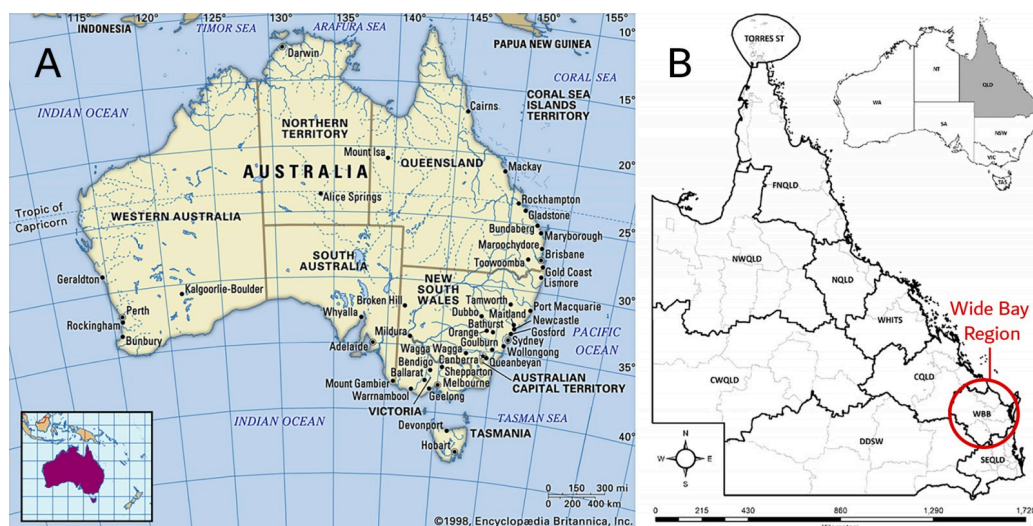 A
INDONESIA
TIMOR SEA
ARAFURA SEA
PAPUA NEW GUINEA
110°
115°
120°
125°
130°
135°
140°
145°
150°
155°
10°
15°
20°
25°
30°
35°
40°
INDIAN OCEAN
Darwin
CORAL SEA
CORAL SEA
ISLANDS
TERRITORY
Cairns
NORTHERN
TERRITORY
Mount Isa
QUEENSLAND
AUSTRALIA
Mackay
Alice Springs
Tropic of
Capricorn
WESTERN AUSTRALIA
Rockhampton
Gladstone
Bundaberg
Maryborough
Maroochydore
Brisbane
Toowoomba
Gold Coast
Lismore
SOUTH
AUSTRALIA
NEW
SOUTH
WALES
Geraldton
Kalgoorlie-Boulder
Perth
Rockingham
Bunbury
Broken Hill
Whyalla
Adelaide
Mildura
Tamworth
Dubbo
Port Macquarie
Maitland
Newcastle
Bathurst
Gosford
Orange
Sydney
Goulburn
Wollongong
Wagga Wagga
Canberra
Queanbeyan
Bendigo
Shepparton
Ballarat
Melbourne
Mount Gambier
Geelong
Warrnambool
AUSTRALIAN
CAPITAL TERRITORY
VICTORIA
PACIFIC
OCEAN
INDIAN OCEAN
TASMAN SEA
Devonport
TASMANIA
Hobart
0 150 300 mi
0 200 400 km
©1998, Encyclopædia Britannica, Inc.
B
TORRES ST
NT
QLD
WA
SA
NSW
VIC
TAS
FNQLD
NWQLD
NQLD
WHITS
Wide Bay
Region
CWQLD
CQLD
WBB
DDSW
SEQLD
N
W E
S
0 215 430 860 1,290 1,720